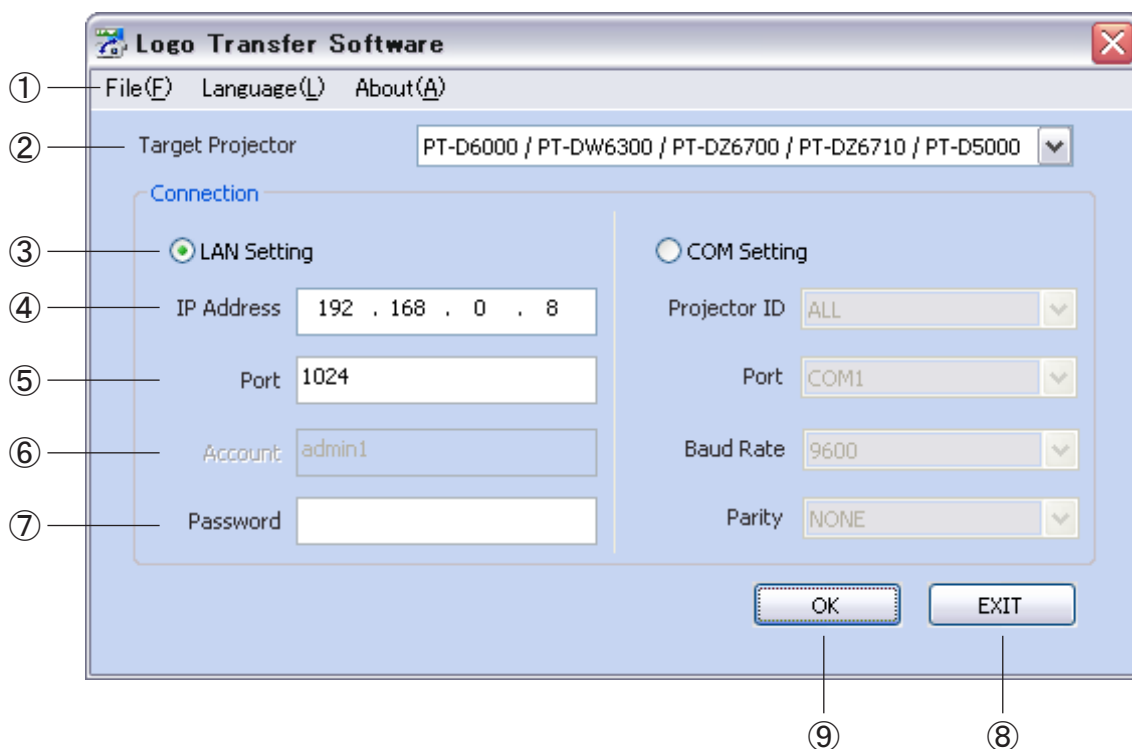 Logo Transfer Software
① File(F) Language(L) About(A)
② Target Projector PT-D6000 / PT-DW6300 / PT-DZ6700 / PT-DZ6710 / PT-D5000
Connection
③ LAN Setting COM Setting
④ IP Address 192 . 168 . 0 . 8 Projector ID ALL
⑤ Port 1024 Port COM1
⑥ Account admin1 Baud Rate 9600
⑦ Password Parity NONE
OK EXIT
⑨ ⑧